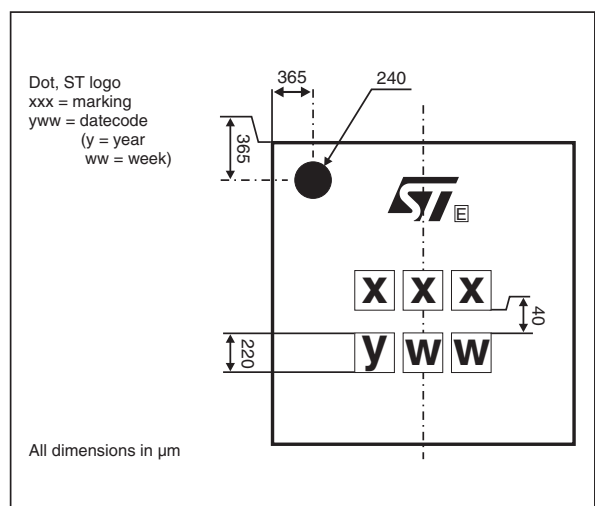 365
240
Dot, ST logo
xxx = marking
yww = datecode
(y = year
ww = week)
365
ST
E
x x x
40
y w w
220
All dimensions in µm